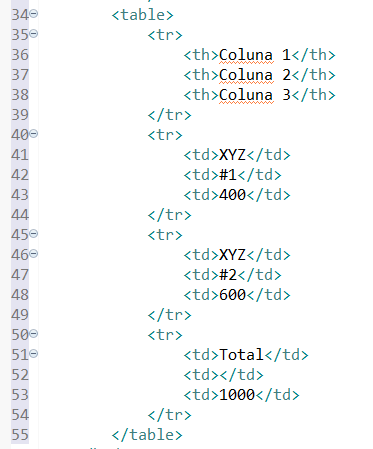 34 <table>
35 <tr>
36 <th>Coluna 1</th>
37 <th>Coluna 2</th>
38 <th>Coluna 3</th>
39 </tr>
40 <tr>
41 <td>XYZ</td>
42 <td>#1</td>
43 <td>400</td>
44 </tr>
45 <tr>
46 <td>XYZ</td>
47 <td>#2</td>
48 <td>600</td>
49 </tr>
50 <tr>
51 <td>Total</td>
52 <td></td>
53 <td>1000</td>
54 </tr>
55 </table>